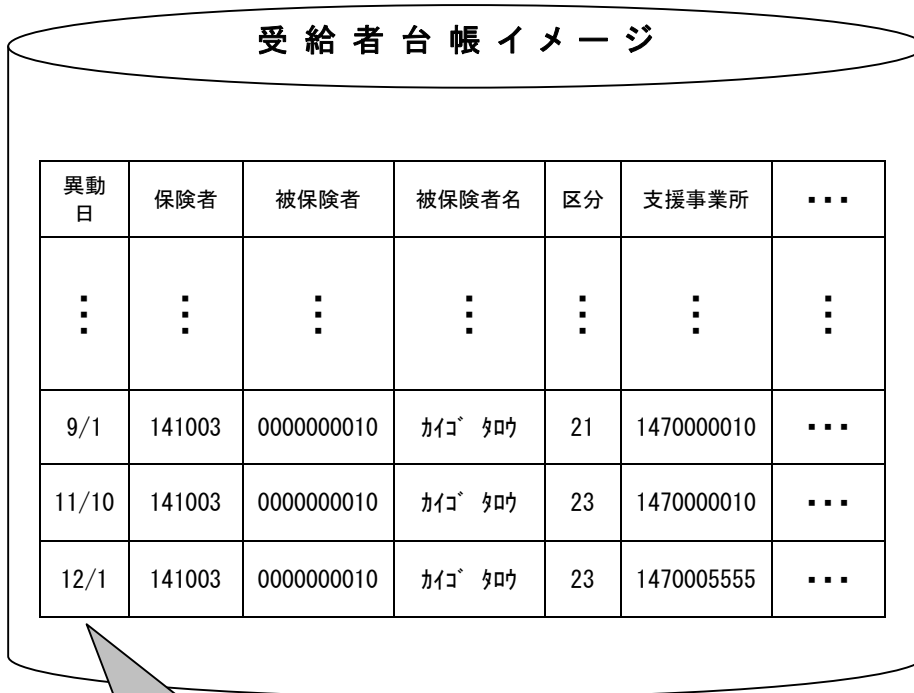 受給者台帳イメージ
異動日 保険者 被保険者 被保険者名 区分 支援事業所 ･･･
⋮ ⋮ ⋮ ⋮ ⋮ ⋮ ⋮
9/1 141003 0000000010 ｶｲｺﾞ ﾀﾛｳ 21 1470000010 ･･･
11/10 141003 0000000010 ｶｲｺﾞ ﾀﾛｳ 23 1470000010 ･･･
12/1 141003 0000000010 ｶｲｺﾞ ﾀﾛｳ 23 1470005555 ･･･